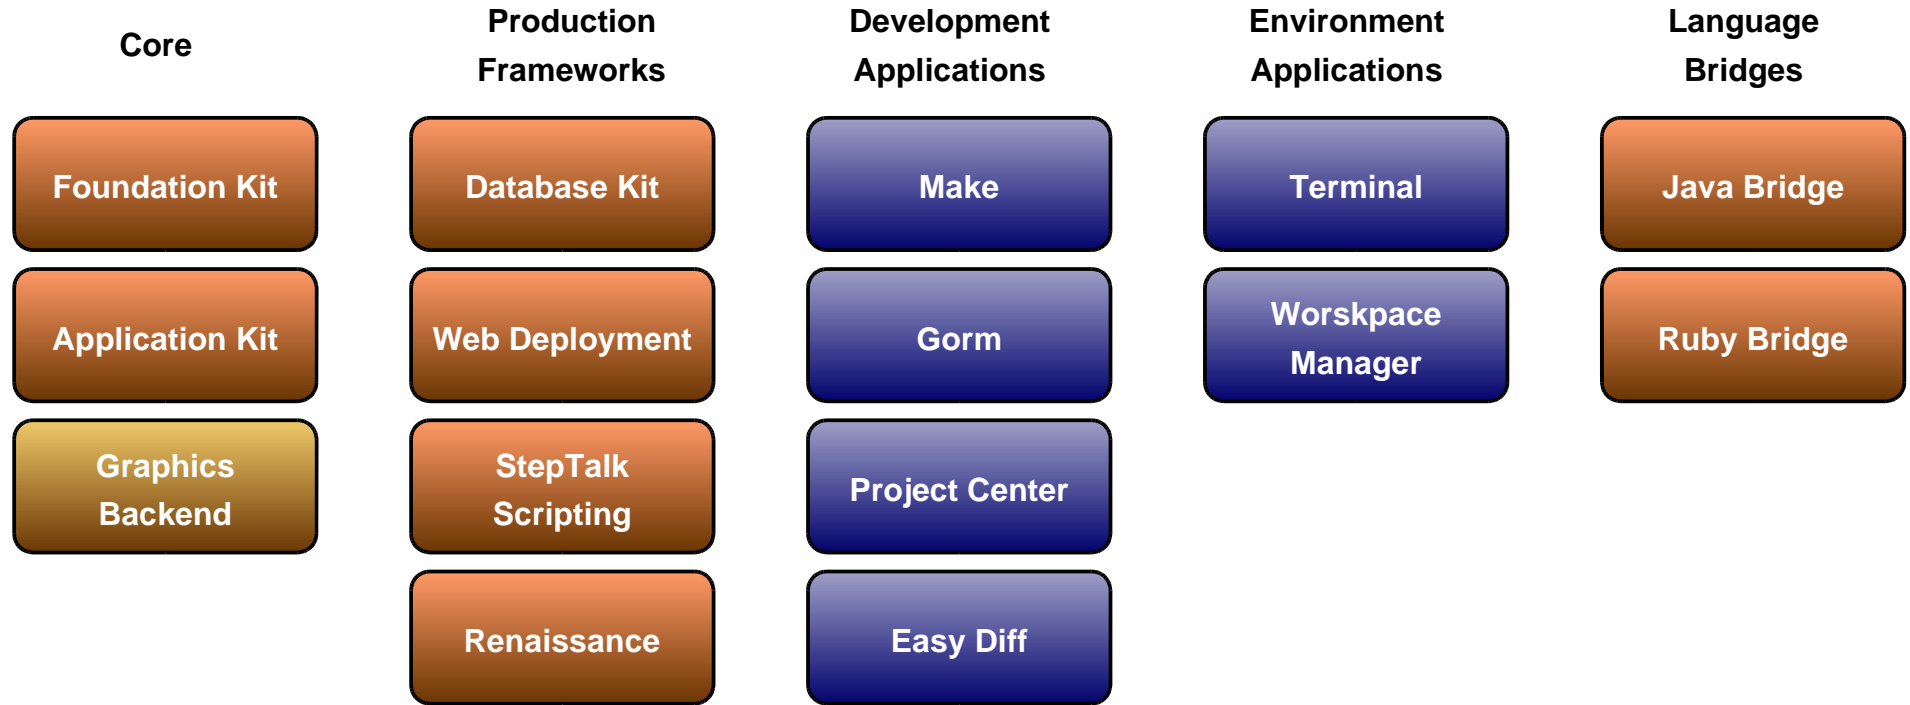 Core
Production
Frameworks
Development
Applications
Environment
Applications
Language
Bridges
Foundation Kit
Database Kit
Make
Terminal
Java Bridge
Application Kit
Web Deployment
Gorm
Worskpace
Manager
Ruby Bridge
Graphics
Backend
StepTalk
Scripting
Project Center
Renaissance
Easy Diff